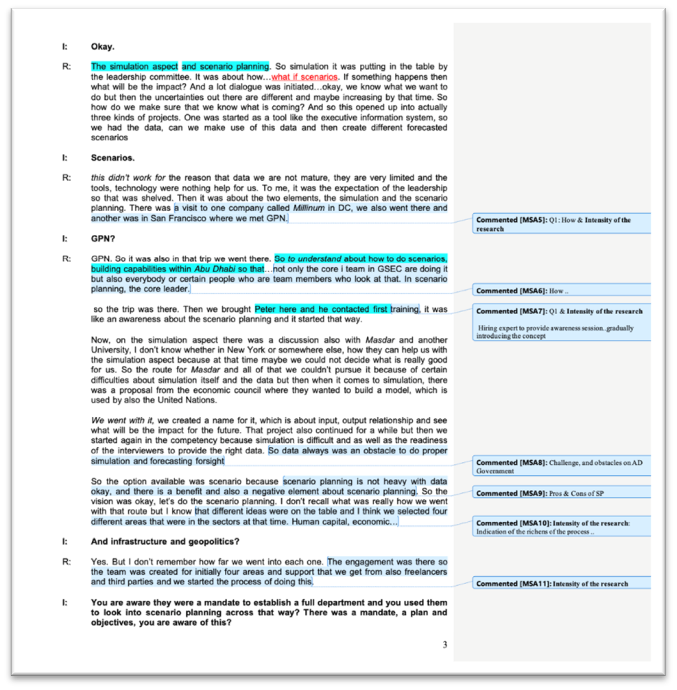 I: Okay.
R: The simulation aspect and scenario planning. So simulation it was putting in the table by
the leadership committee. It was about how…what if scenarios. If something happens then
what will be the impact? And a lot dialogue was initiated…okay, we know what we want to
do but then the uncertainties out there are different and maybe increasing by that time. So
how do we make sure that we know what is coming? And so this opened up into actually
three kinds of projects. One was started as a tool like the executive information system, so
we had the data, can we make use of this data and then create different forecasted
scenarios
I: Scenarios.
R: this didn't work for the reason that data we are not mature, they are very limited and the
tools, technology were nothing help for us. To me, it was the expectation of the leadership
so that was shelved. Then it was about the two elements, the simulation and the scenario
planning. There was a visit to one company called Millinum in DC, we also went there and
another was in San Francisco where we met GPN.
Commented [MSA5]: Q1: How & Intensity of the
research
I: GPN?
R: GPN. So it was also in that trip we went there. Go to understand about how to do scenarios,
building capabilities within Abu Dhabi so that…not only the core i team in GSEC are doing it
but also everybody or certain people who are team members who look at that. In scenario
planning, the core leader.
Commented [MSA6]: How ..
so the trip was there. Then we brought Peter here and he contacted first training, it was
like an awareness about the scenario planning and it started that way.
Commented [MSA7]: Q1 & Intensity of the research
Hiring expert to provide awareness session..gradually
introducing the concept
Now, on the simulation aspect there was a discussion also with Masdar and another
University, I don't know whether in New York or somewhere else, how they can help us with
the simulation aspect because at that time maybe we could not decide what is really good
for us. So the route for Masdar and all of that we couldn't pursue it because of certain
difficulties about simulation itself and the data but then when it comes to simulation, there
was a proposal from the economic council where they wanted to build a model, which is
used by also the United Nations.
We went with it, we created a name for it, which is about input, output relationship and see
what will be the impact for the future. That project also continued for a while but then we
started again in the competency because simulation is difficult and as well as the readiness
of the interviewers to provide the right data. So data always was an obstacle to do proper
simulation and forecasting forsight
Commented [MSA8]: Challenge, and obstacles on AD
Government
So the option available was scenario because scenario planning is not heavy with data
okay, and there is a benefit and also a negative element about scenario planning. So the
vision was okay, let's do the scenario planning. I don't recall what was really how we went
with that route but I know that different ideas were on the table and I think we selected four
different areas that were in the sectors at that time. Human capital, economic…
Commented [MSA9]: Pros & Cons of SP
Commented [MSA10]: Intensity of the research:
Indication of the richens of the process ..
I: And infrastructure and geopolitics?
R: Yes. But I don't remember how far we went into each one. The engagement was there so
the team was created for initially four areas and support that we get from also freelancers
and third parties and we started the process of doing this.
Commented [MSA11]: Intensity of the research
I: You are aware they were a mandate to establish a full department and you used them
to look into scenario planning across that way? There was a mandate, a plan and
objectives, you are aware of this?
3